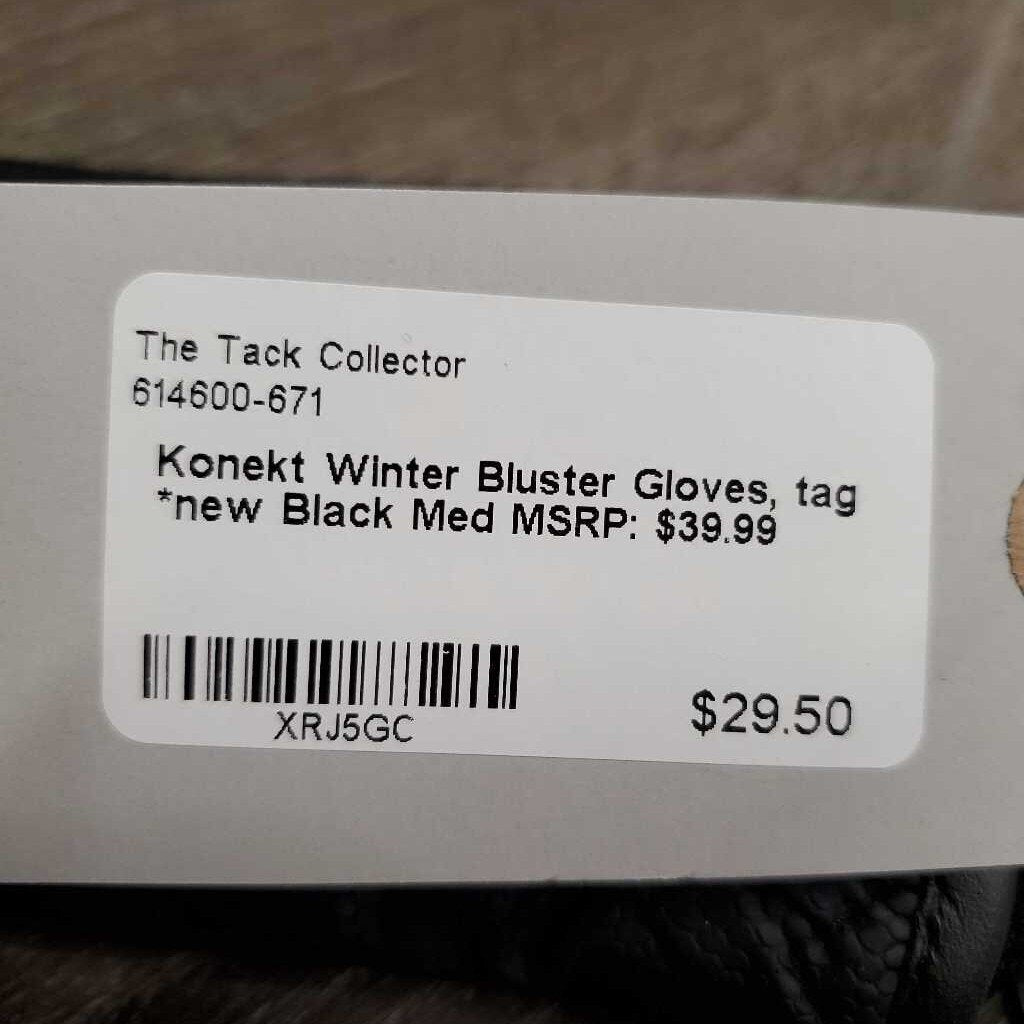 The Tack Collector
614600-671
Konekt Winter Bluster Gloves, tag
*new Black Med MSRP: $39.99
XRJ5GC
$29.50